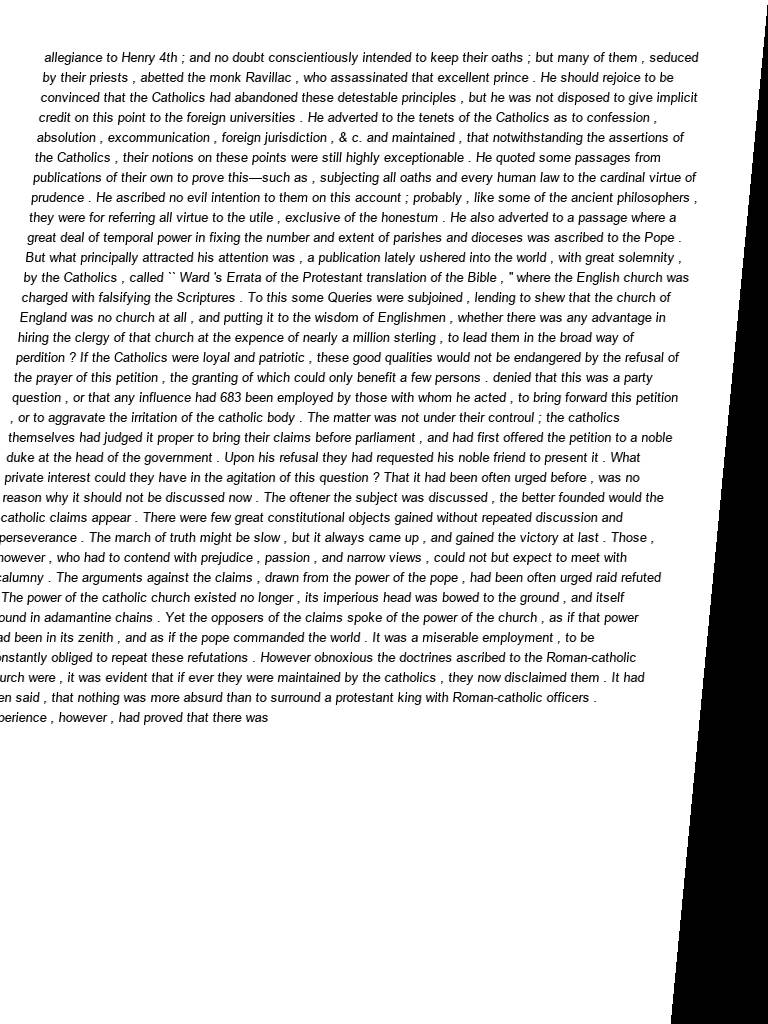 allegiance to Henry 4th ; and no doubt conscientiously intended to keep their oaths ; but many of them , seduced
by their priests , abetted the monk Ravillac , who assassinated that excellent prince . He should rejoice to be
convinced that the Catholics had abandoned these detestable principles , but he was not disposed to give implicit
credit on this point to the foreign universities . He adverted to the tenets of the Catholics as to confession ,
absolution , excommunication , foreign jurisdiction , & c. and maintained , that notwithstanding the assertions of
the Catholics , their notions on these points were still highly exceptionable . He quoted some passages from
publications of their own to prove this—such as , subjecting all oaths and every human law to the cardinal virtue of
prudence . He ascribed no evil intention to them on this account ; probably , like some of the ancient philosophers ,
they were for referring all virtue to the utile , exclusive of the honestum . He also adverted to a passage where a
great deal of temporal power in fixing the number and extent of parishes and dioceses was ascribed to the Pope .
But what principally attracted his attention was , a publication lately ushered into the world , with great solemnity ,
by the Catholics , called `` Ward 's Errata of the Protestant translation of the Bible , " where the English church was
charged with falsifying the Scriptures . To this some Queries were subjoined , lending to shew that the church of
England was no church at all , and putting it to the wisdom of Englishmen , whether there was any advantage in
hiring the clergy of that church at the expence of nearly a million sterling , to lead them in the broad way of
perdition ? If the Catholics were loyal and patriotic , these good qualities would not be endangered by the refusal of
the prayer of this petition , the granting of which could only benefit a few persons . denied that this was a party
question , or that any influence had 683 been employed by those with whom he acted , to bring forward this petition
, or to aggravate the irritation of the catholic body . The matter was not under their controul ; the catholics
themselves had judged it proper to bring their claims before parliament , and had first offered the petition to a noble
duke at the head of the government . Upon his refusal they had requested his noble friend to present it . What
private interest could they have in the agitation of this question ? That it had been often urged before , was no
reason why it should not be discussed now . The oftener the subject was discussed , the better founded would the
catholic claims appear . There were few great constitutional objects gained without repeated discussion and
perseverance . The march of truth might be slow , but it always came up , and gained the victory at last . Those ,
however , who had to contend with prejudice , passion , and narrow views , could not but expect to meet with
calumny . The arguments against the claims , drawn from the power of the pope , had been often urged raid refuted
The power of the catholic church existed no longer , its imperious head was bowed to the ground , and itself
ound in adamantine chains . Yet the opposers of the claims spoke of the power of the church , as if that power
ad been in its zenith , and as if the pope commanded the world . It was a miserable employment , to be
onstantly obliged to repeat these refutations . However obnoxious the doctrines ascribed to the Roman-catholic
urch were , it was evident that if ever they were maintained by the catholics , they now disclaimed them . It had
en said , that nothing was more absurd than to surround a protestant king with Roman-catholic officers .
perience , however , had proved that there was